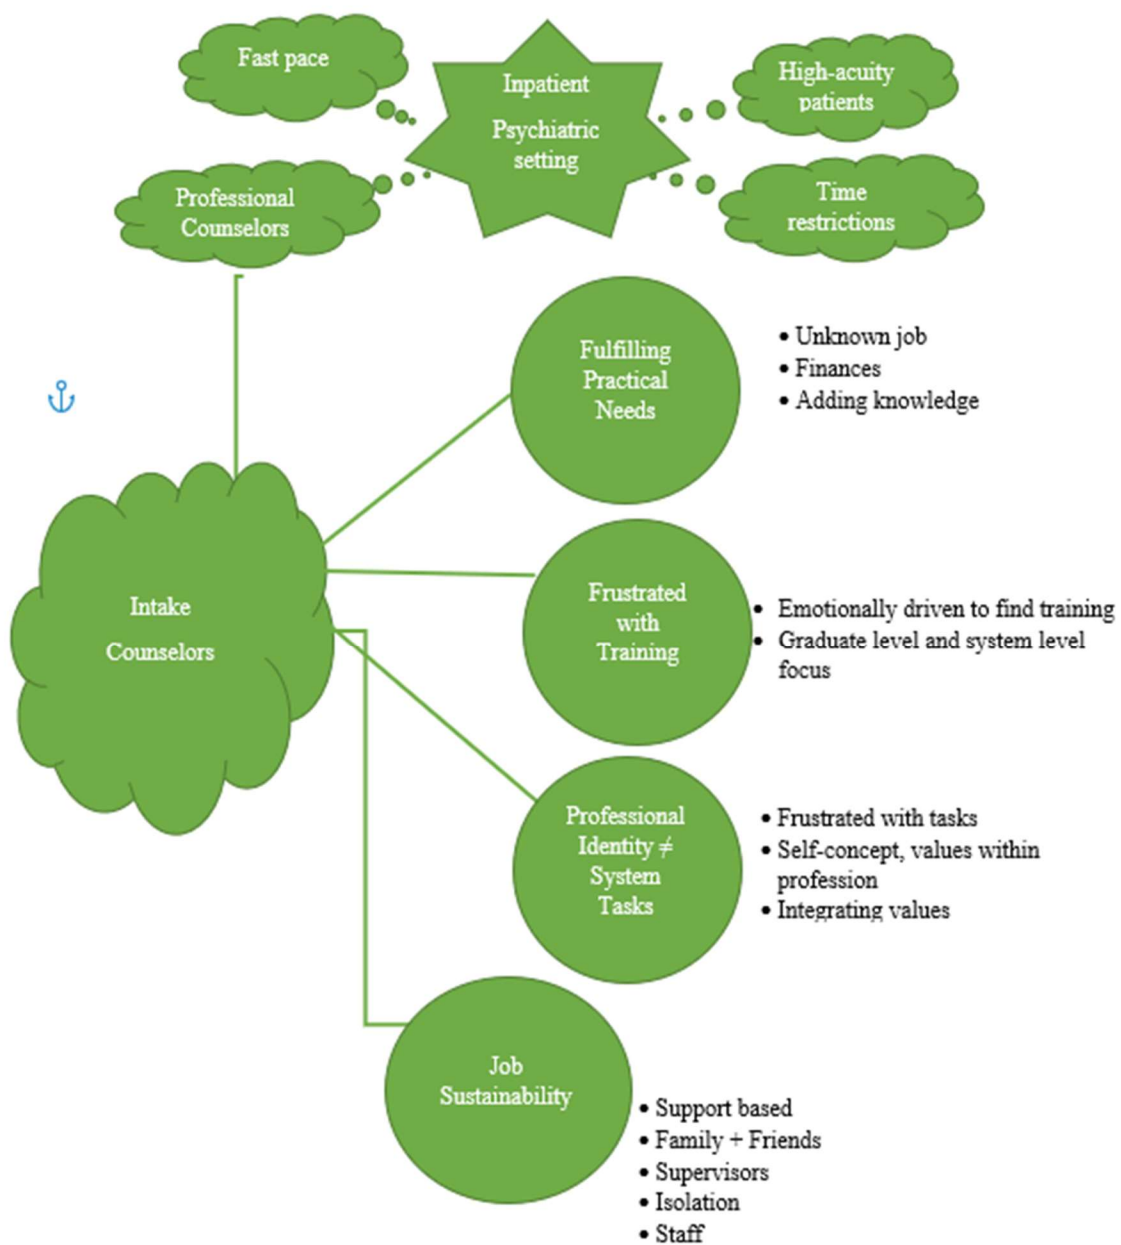 Fast pace
Inpatient
Psychiatric
setting
High-acuity
patients
Professional
Counselors
Time
restrictions
Fulfilling
Practical
Needs
• Unknown job
• Finances
• Adding knowledge
Intake
Counselors
Frustrated
with
Training
• Emotionally driven to find training
• Graduate level and system level
focus
Professional
Identity ≠
System
Tasks
• Frustrated with tasks
• Self-concept, values within
profession
• Integrating values
Job
Sustainability
• Support based
• Family + Friends
• Supervisors
• Isolation
• Staff